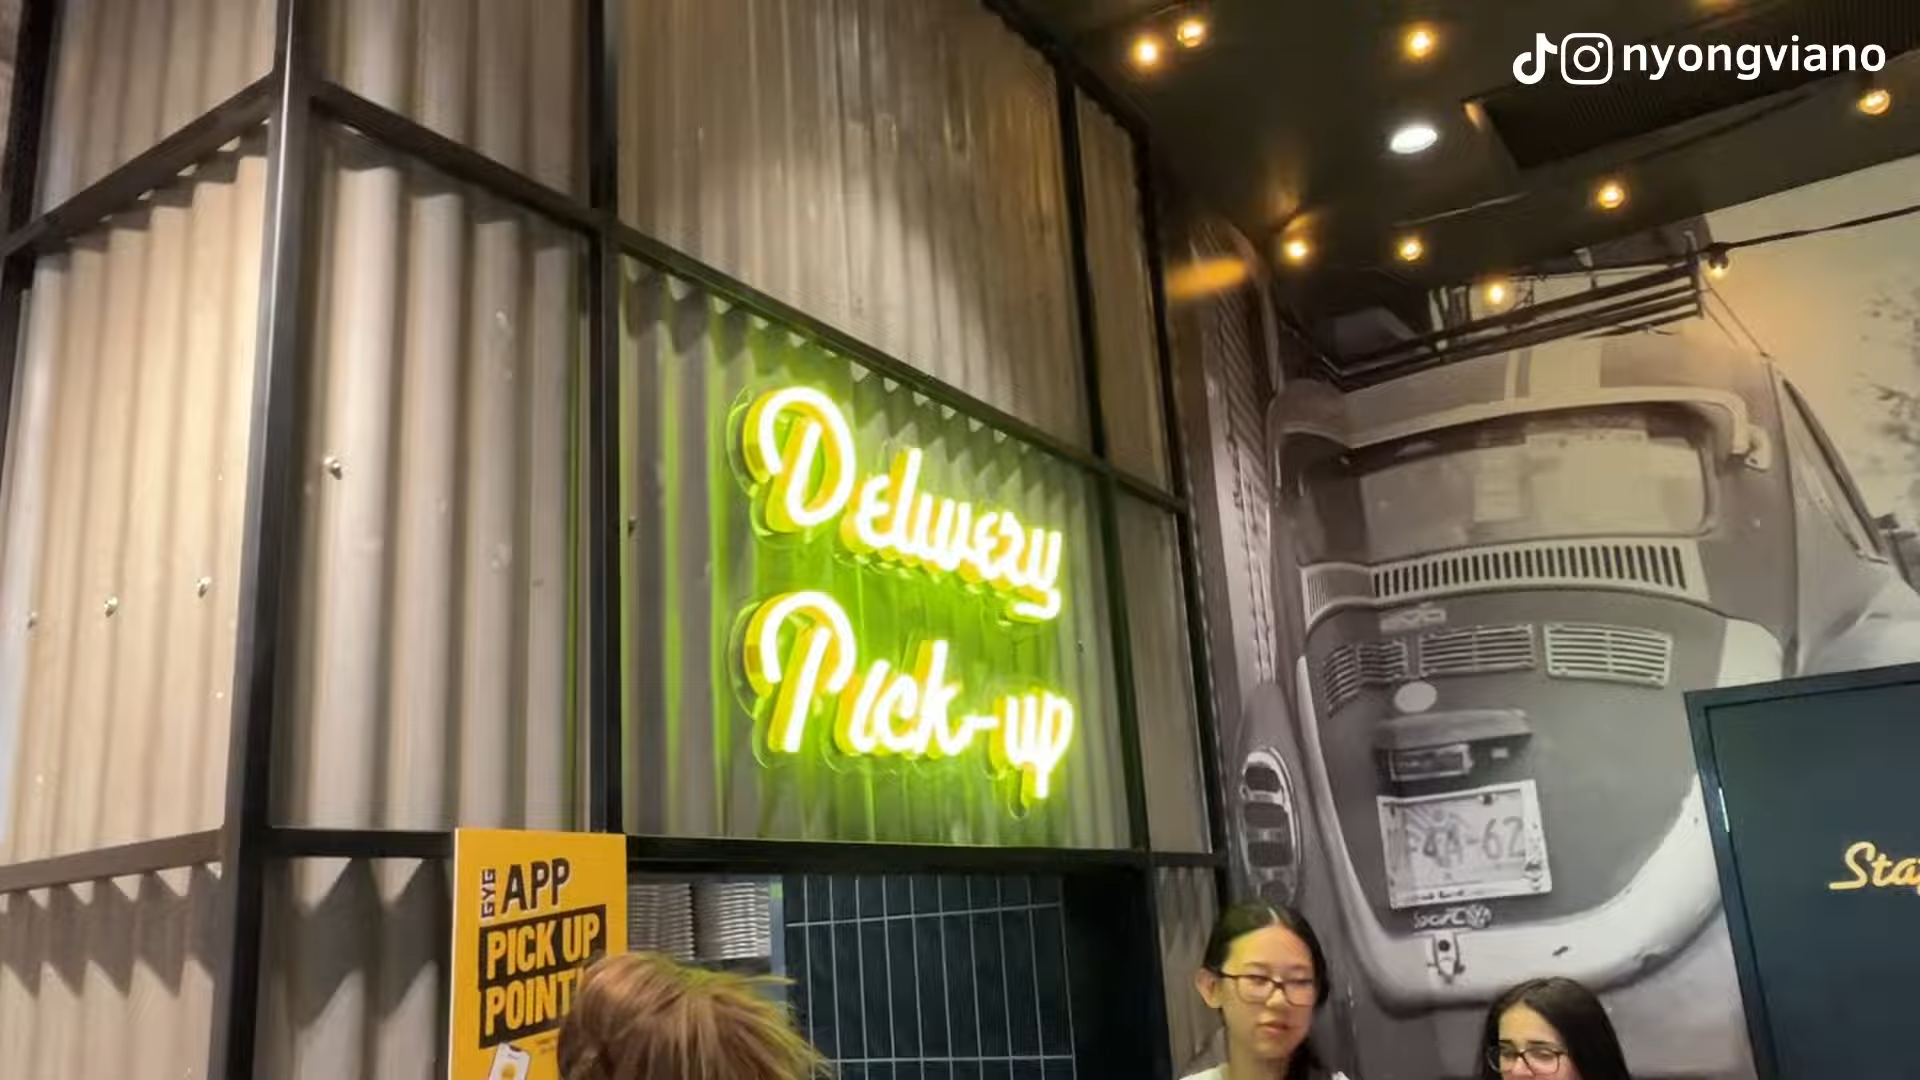 nyongviano
Delivery
Pick-up
GYG APP
PICK UP
POINT